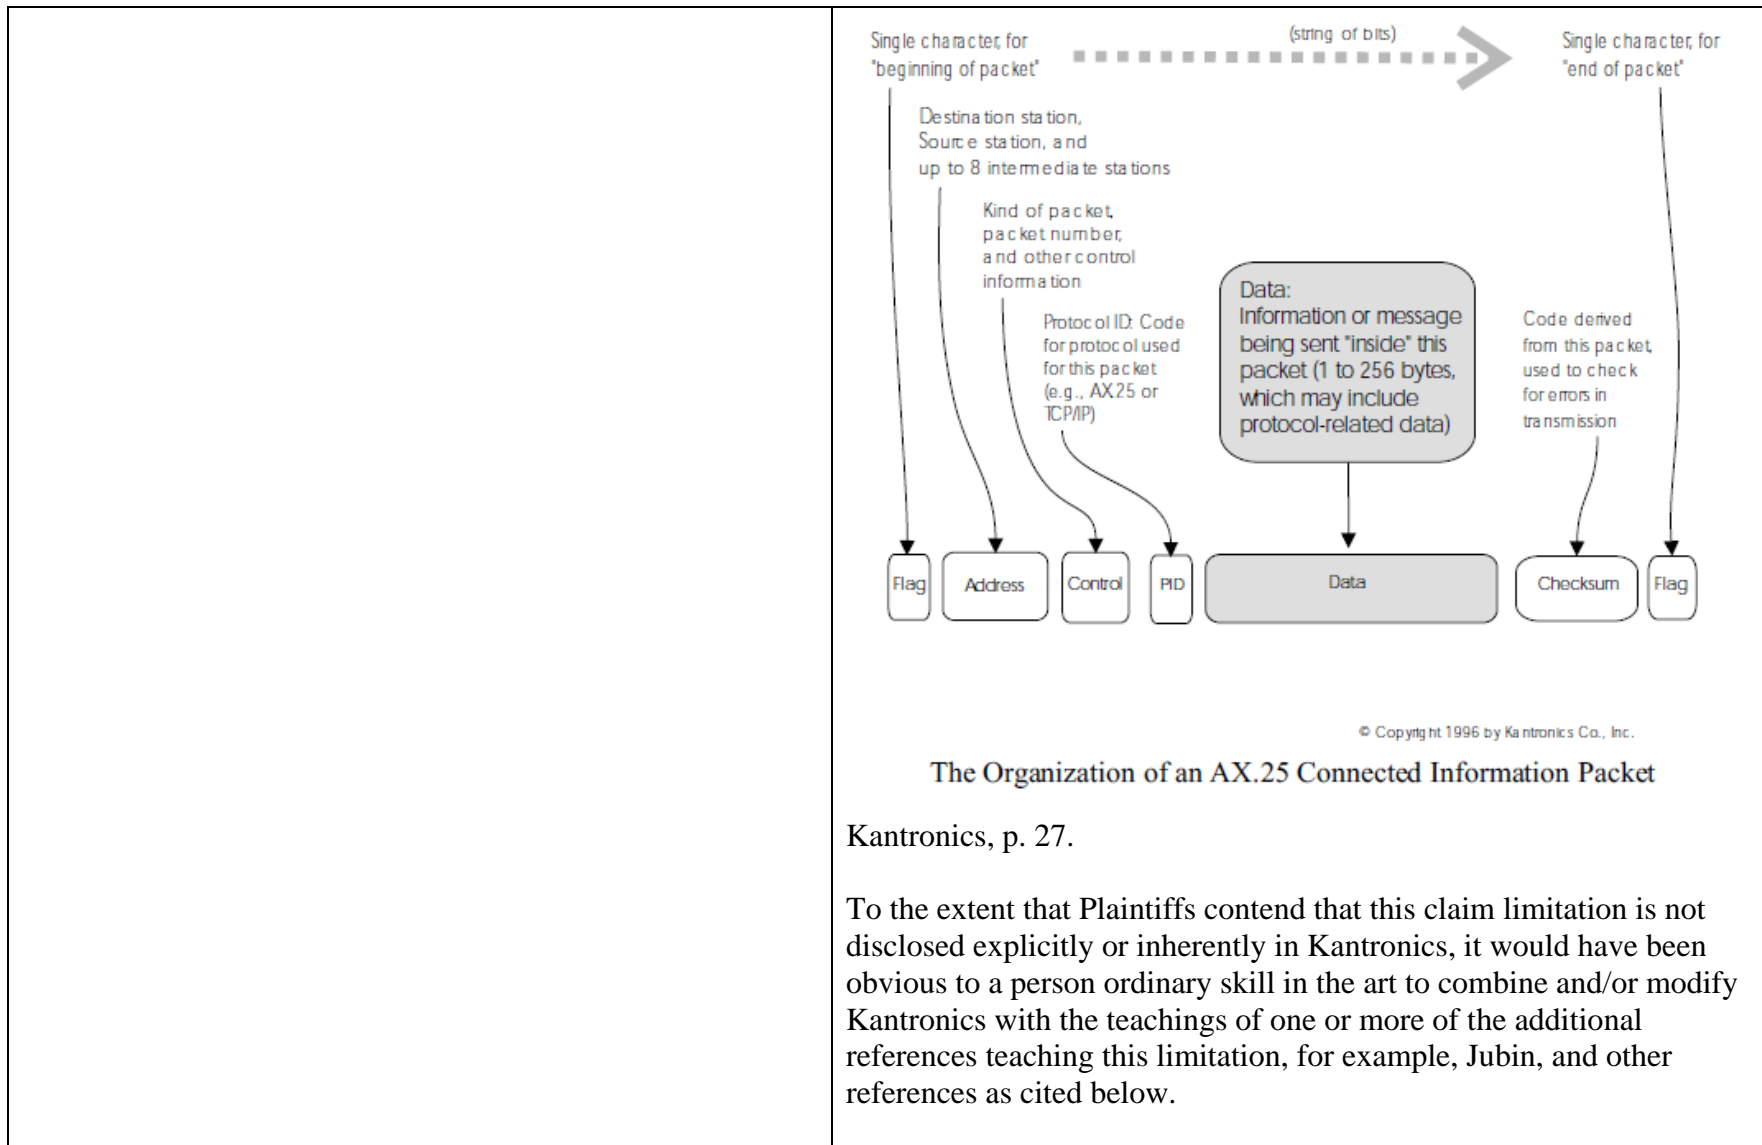 Single character, for
"beginning of packet"
(string of bits)
Single character, for
"end of packet"
Destination station,
Source station, and
up to 8 intermediate stations
Kind of packet,
packet number,
and other control
information
Protocol ID: Code
for protocol used
for this packet
(e.g., AX.25 or
TCP/IP)
Data:
Information or message
being sent "inside" this
packet (1 to 256 bytes,
which may include
protocol-related data)
Code derived
from this packet,
used to check
for errors in
transmission
Flag Address Control PID Data Checksum Flag
© Copyright 1996 by Kantronics Co., Inc.
The Organization of an AX.25 Connected Information Packet
Kantronics, p. 27.
To the extent that Plaintiffs contend that this claim limitation is not
disclosed explicitly or inherently in Kantronics, it would have been
obvious to a person ordinary skill in the art to combine and/or modify
Kantronics with the teachings of one or more of the additional
references teaching this limitation, for example, Jubin, and other
references as cited below.